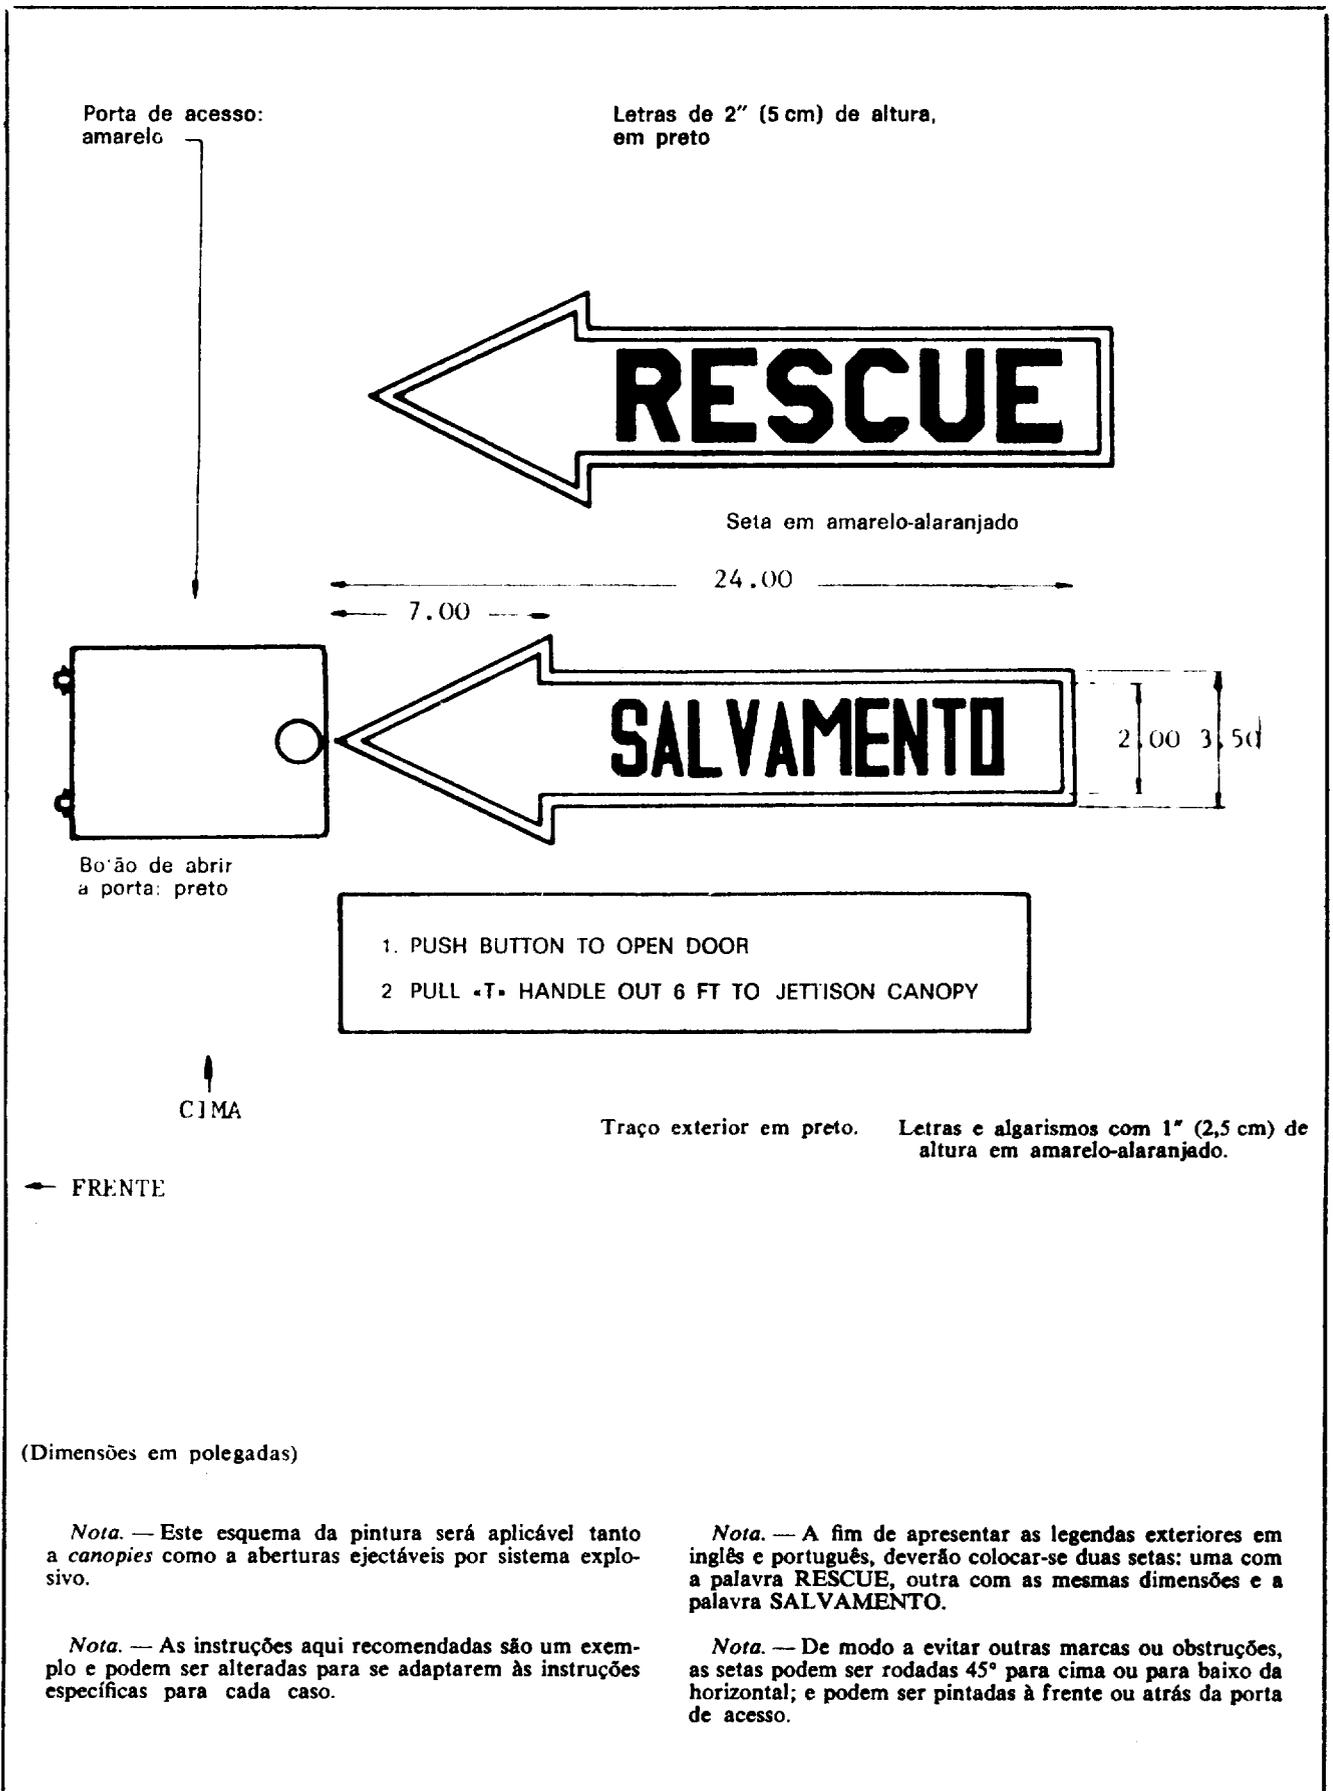 Porta de acesso:
amarelo
Letras de 2″ (5 cm) de altura,
em preto
RESCUE
Seta em amarelo-alaranjado
24.00
7.00
SALVAMENTO
2.00 3.50
Botão de abrir
a porta: preto
1. PUSH BUTTON TO OPEN DOOR
2 PULL «T» HANDLE OUT 6 FT TO JETTISON CANOPY
CIMA
Traço exterior em preto.
Letras e algarismos com 1″ (2,5 cm) de
altura em amarelo-alaranjado.
FRENTE
(Dimensões em polegadas)
Nota. — Este esquema da pintura será aplicável tanto
a canopies como a aberturas ejectáveis por sistema explo-
sivo.
Nota. — As instruções aqui recomendadas são um exem-
plo e podem ser alteradas para se adaptarem às instruções
específicas para cada caso.
Nota. — A fim de apresentar as legendas exteriores em
inglês e português, deverão colocar-se duas setas: uma com
a palavra RESCUE, outra com as mesmas dimensões e a
palavra SALVAMENTO.
Nota. — De modo a evitar outras marcas ou obstruções,
as setas podem ser rodadas 45° para cima ou para baixo da
horizontal; e podem ser pintadas à frente ou atrás da porta
de acesso.